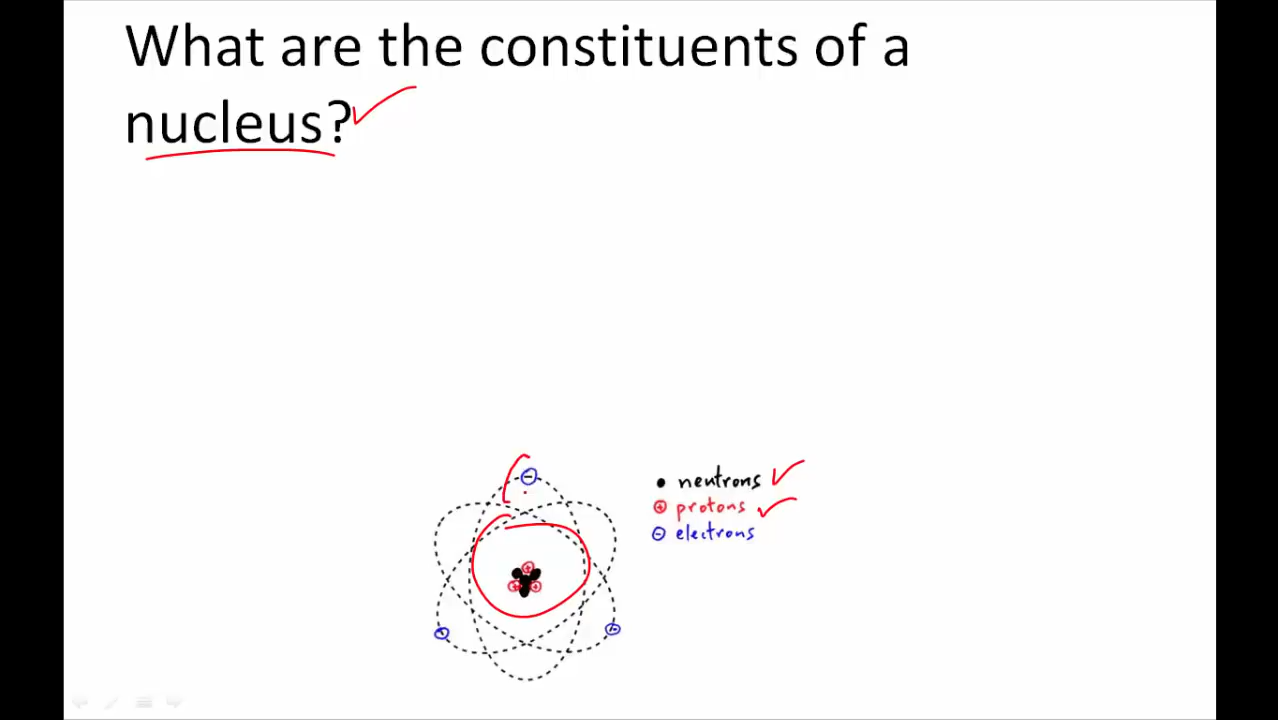 What are the constituents of a
nucleus?
neutrons
protons
electrons